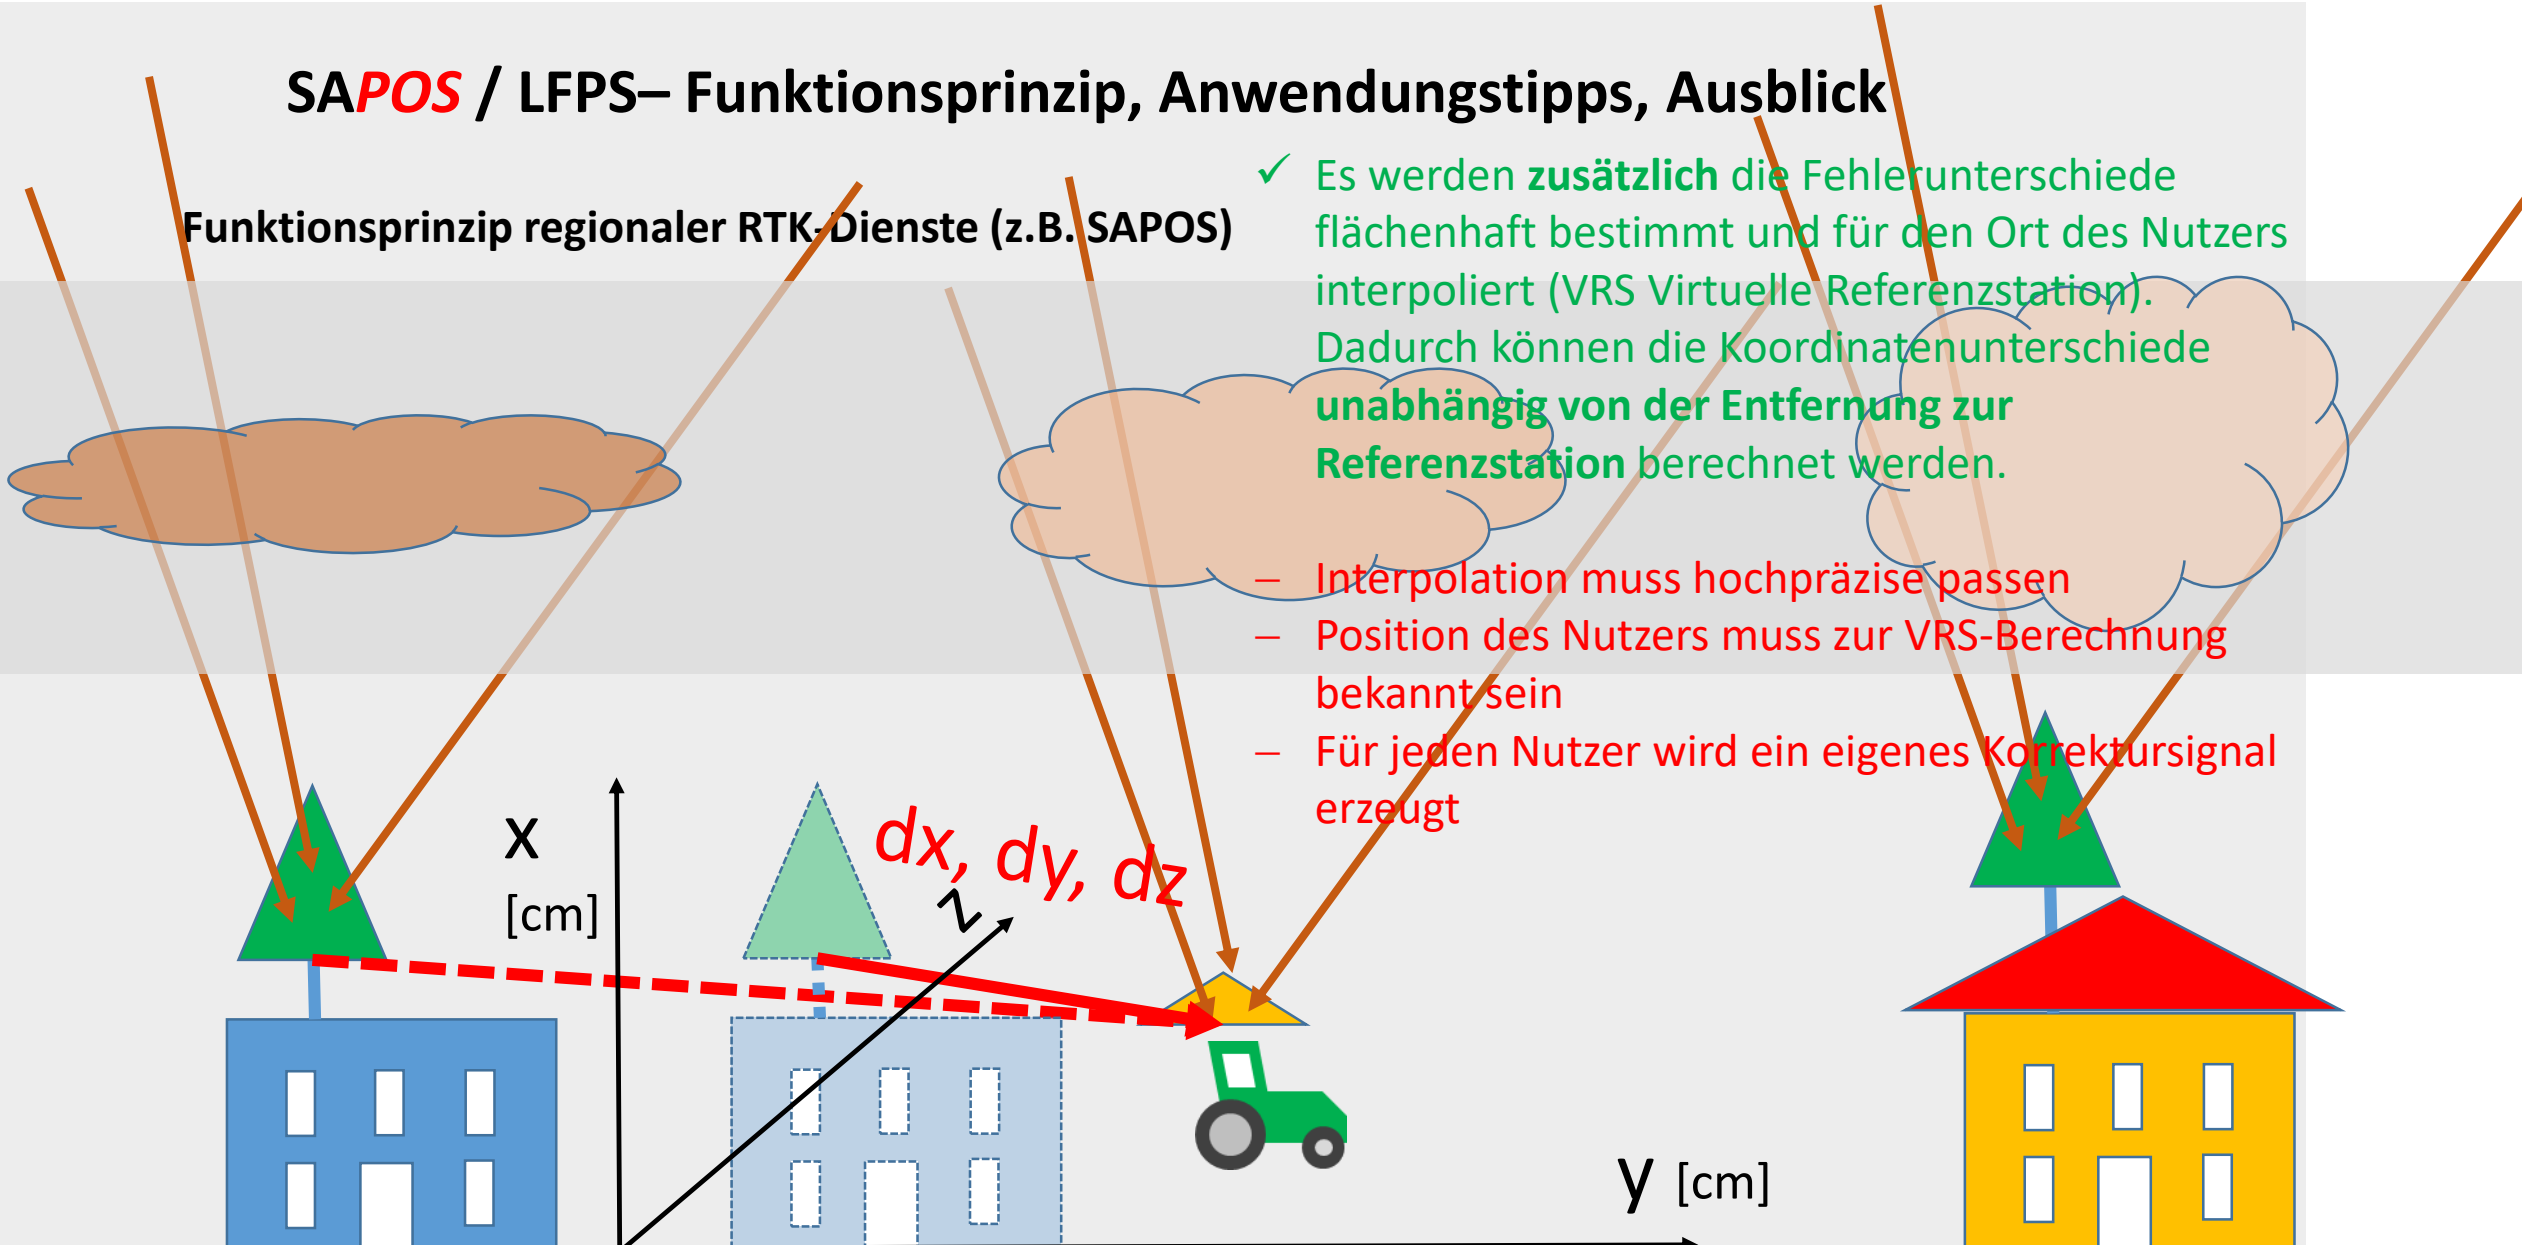 SAPOS / LFPS– Funktionsprinzip, Anwendungstipps, Ausblick
Funktionsprinzip regionaler RTK-Dienste (z.B. SAPOS)
✓ Es werden zusätzlich die Fehlerunterschiede
flächenhaft bestimmt und für den Ort des Nutzers
interpoliert (VRS Virtuelle Referenzstation).
Dadurch können die Koordinatenunterschiede
unabhängig von der Entfernung zur
Referenzstation berechnet werden.
– Interpolation muss hochpräzise passen
– Position des Nutzers muss zur VRS-Berechnung
bekannt sein
– Für jeden Nutzer wird ein eigenes Korrektursignal
erzeugt
x
[cm]
dx, dy, dz
z
y [cm]